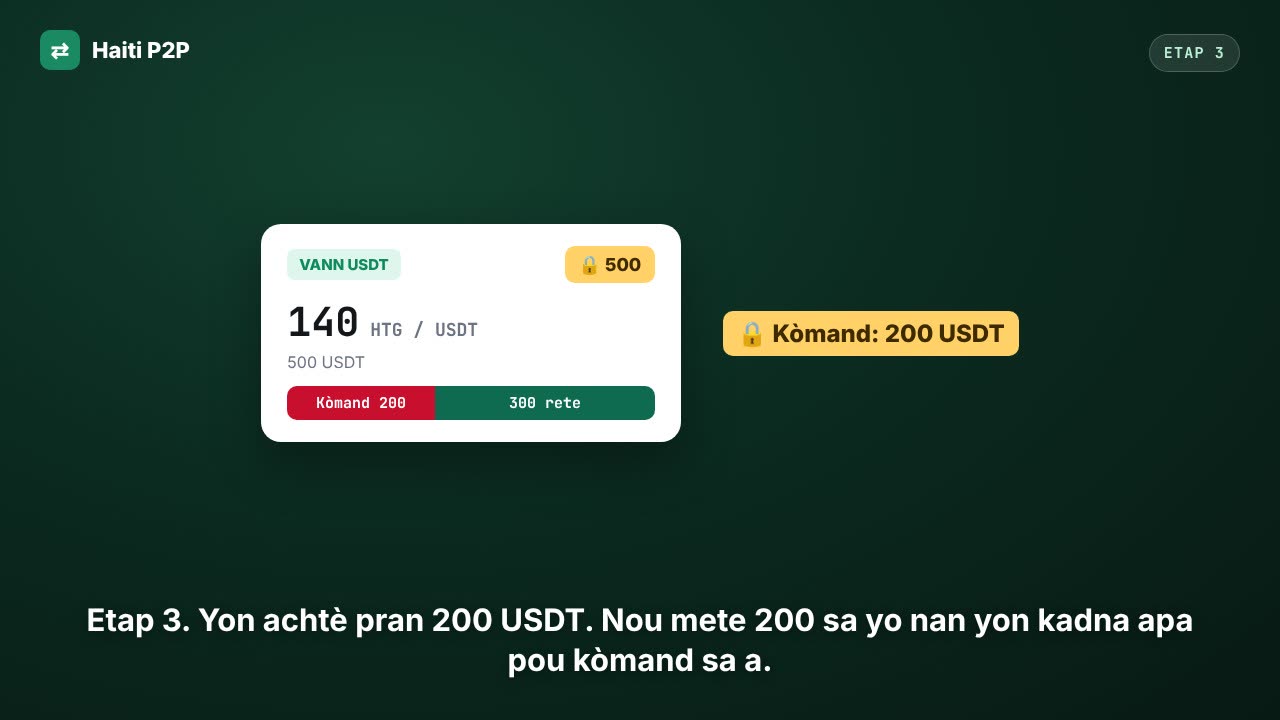 ⇄ Haiti P2P
ETAP 3
VANN USDT
🔒 500
140 HTG / USDT
500 USDT
Kòmand 200
300 rete
🔒 Kòmand: 200 USDT
Etap 3. Yon achtè pran 200 USDT. Nou mete 200 sa yo nan yon kadna apa
pou kòmand sa a.